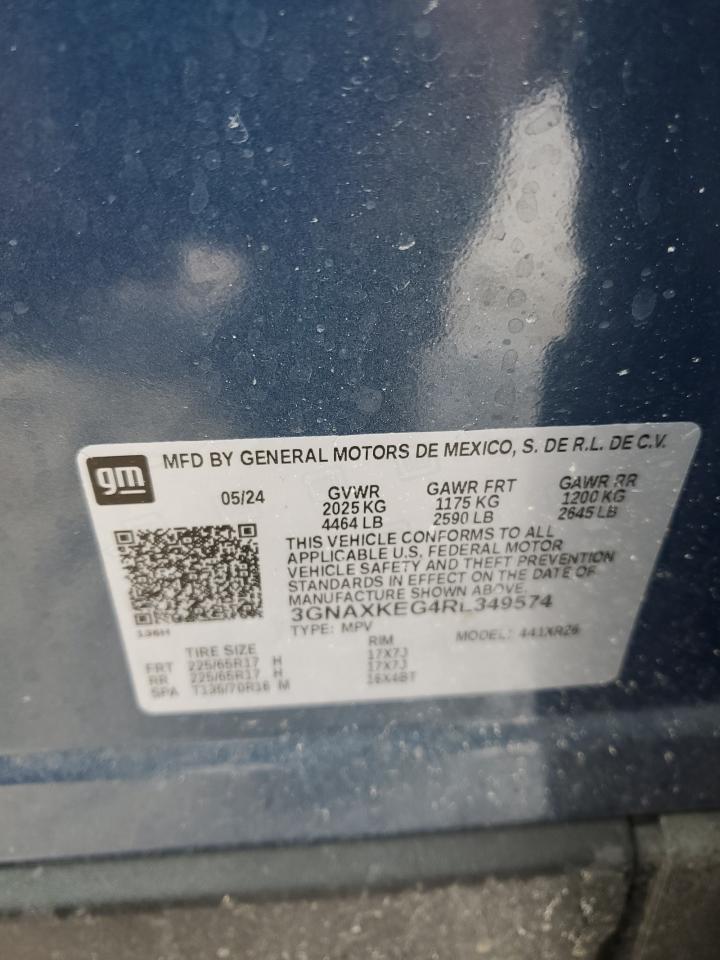 gm MFD BY GENERAL MOTORS DE MEXICO, S. DE R.L. DE C.V.
05/24 GVWR GAWR FRT GAWR RR
2025 KG 1175 KG 1200 KG
4464 LB 2590 LB 2645 LB
THIS VEHICLE CONFORMS TO ALL
APPLICABLE U.S. FEDERAL MOTOR
VEHICLE SAFETY AND THEFT PREVENTION
STANDARDS IN EFFECT ON THE DATE OF
MANUFACTURE SHOWN ABOVE.
3GNAXKEG4RL349574
TYPE: MPV MODEL: 441XR26
TIRE SIZE RIM
FRT 225/65R17 H 17X7J
RR 225/65R17 H 17X7J
SPA T135/70R16 M 16X4BT